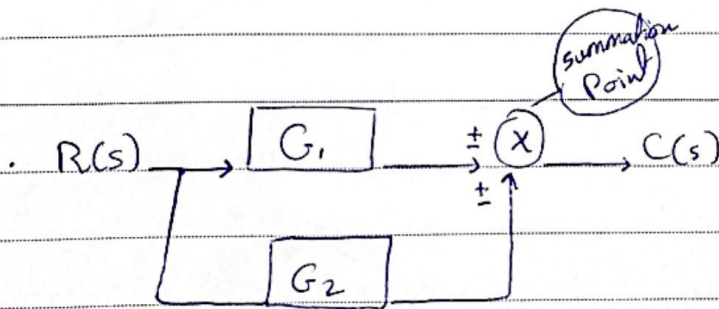 summation
Point
. R(s) G₁ ± X C(s)
±
G₂